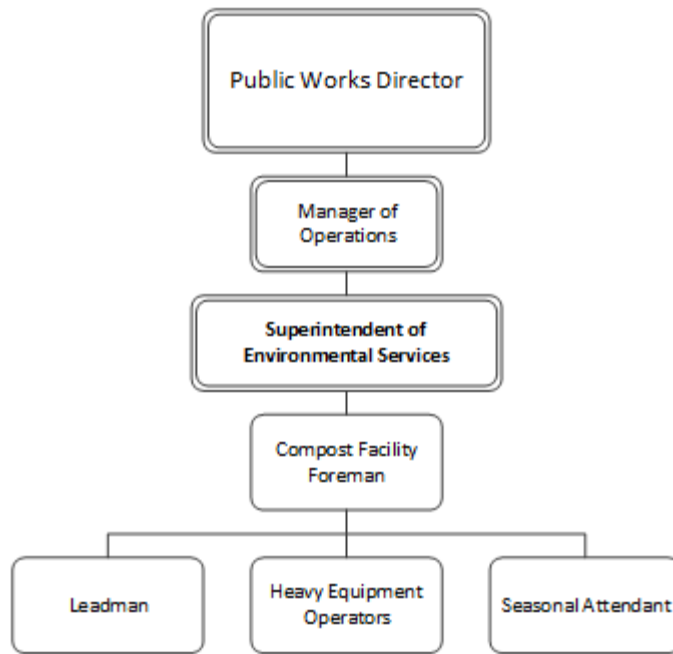 Public Works Director
Manager of
Operations
Superintendent of
Environmental Services
Compost Facility
Foreman
Leadman
Heavy Equipment
Operators
Seasonal Attendant